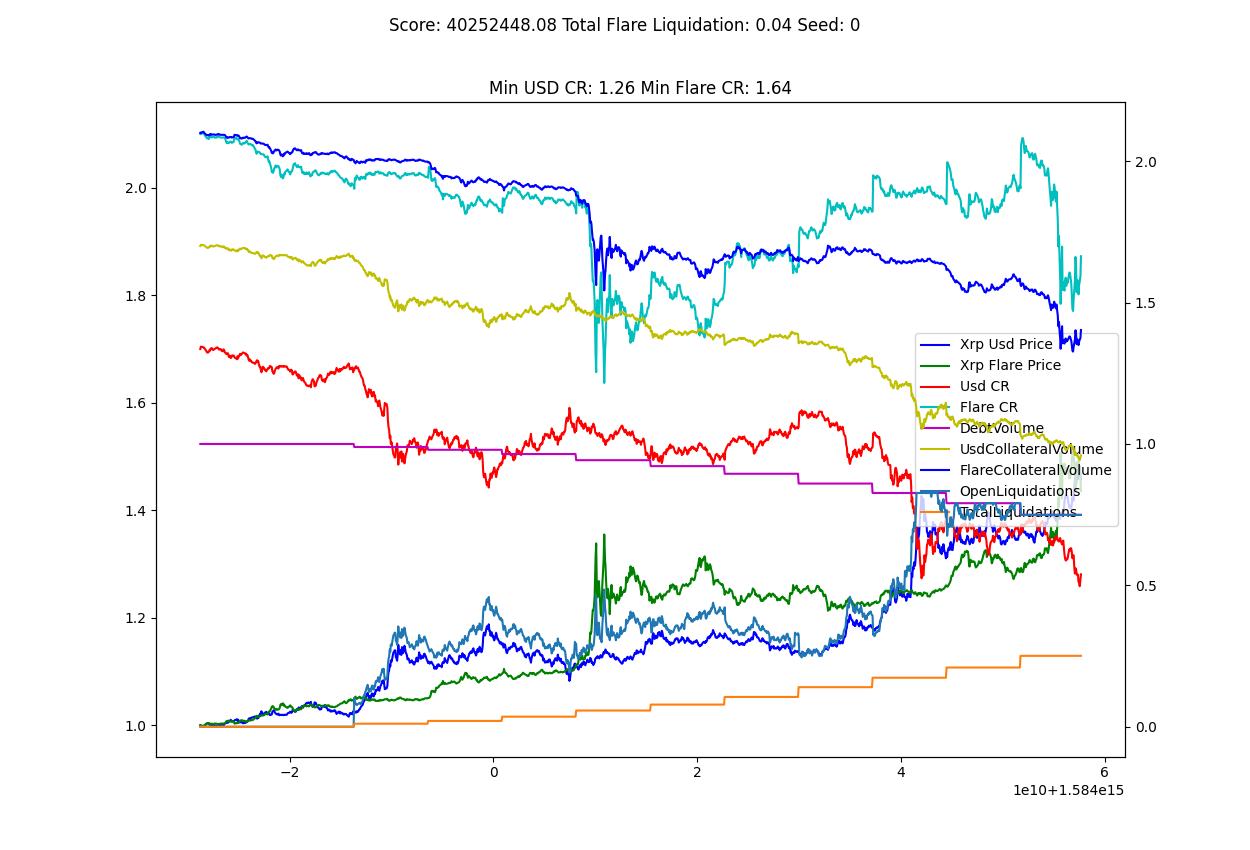 Score: 40252448.08 Total Flare Liquidation: 0.04 Seed: 0
Min USD CR: 1.26 Min Flare CR: 1.64
2.0
1.8
1.6
1.4
1.2
1.0
2.0
1.5
1.0
0.5
0.0
Xrp Usd Price
Xrp Flare Price
Usd CR
Flare CR
DebtVolume
UsdCollateralVolume
FlareCollateralVolume
OpenLiquidations
TotalLiquidations
−2
0
2
4
6
1e10+1.584e15